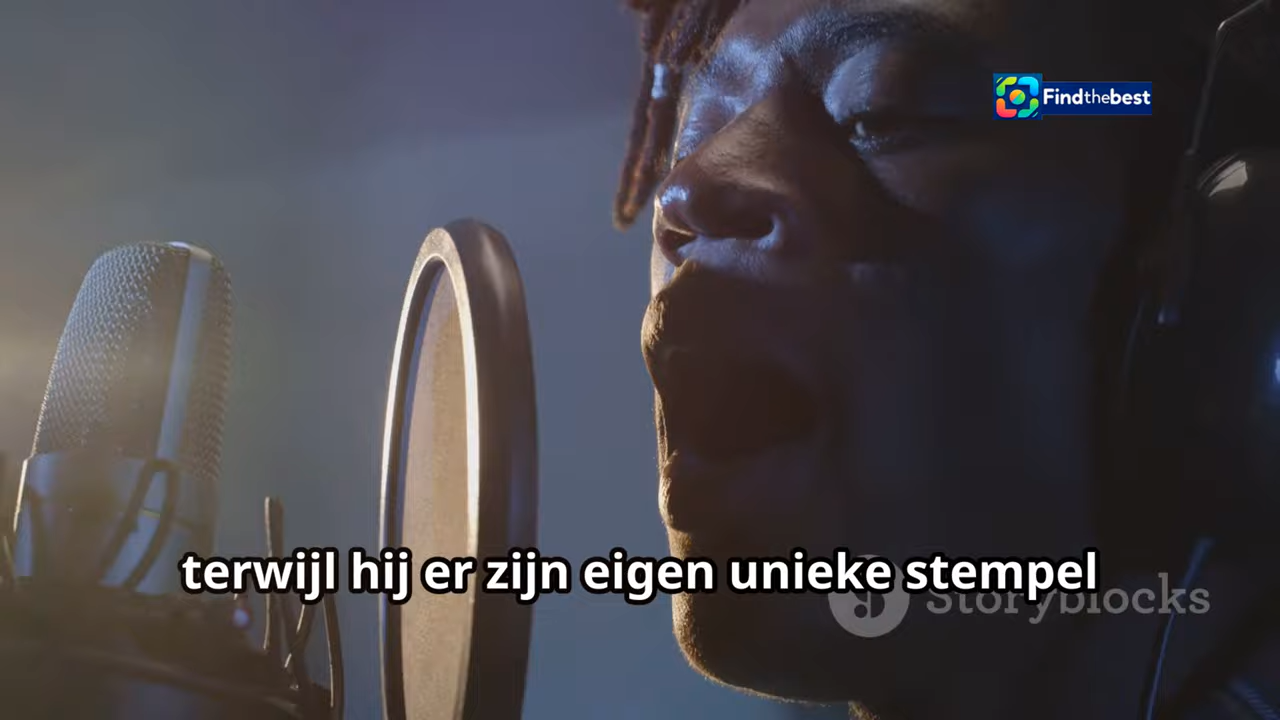 Findthebest
terwijl hij er zijn eigen unieke stempel
Storyblocks